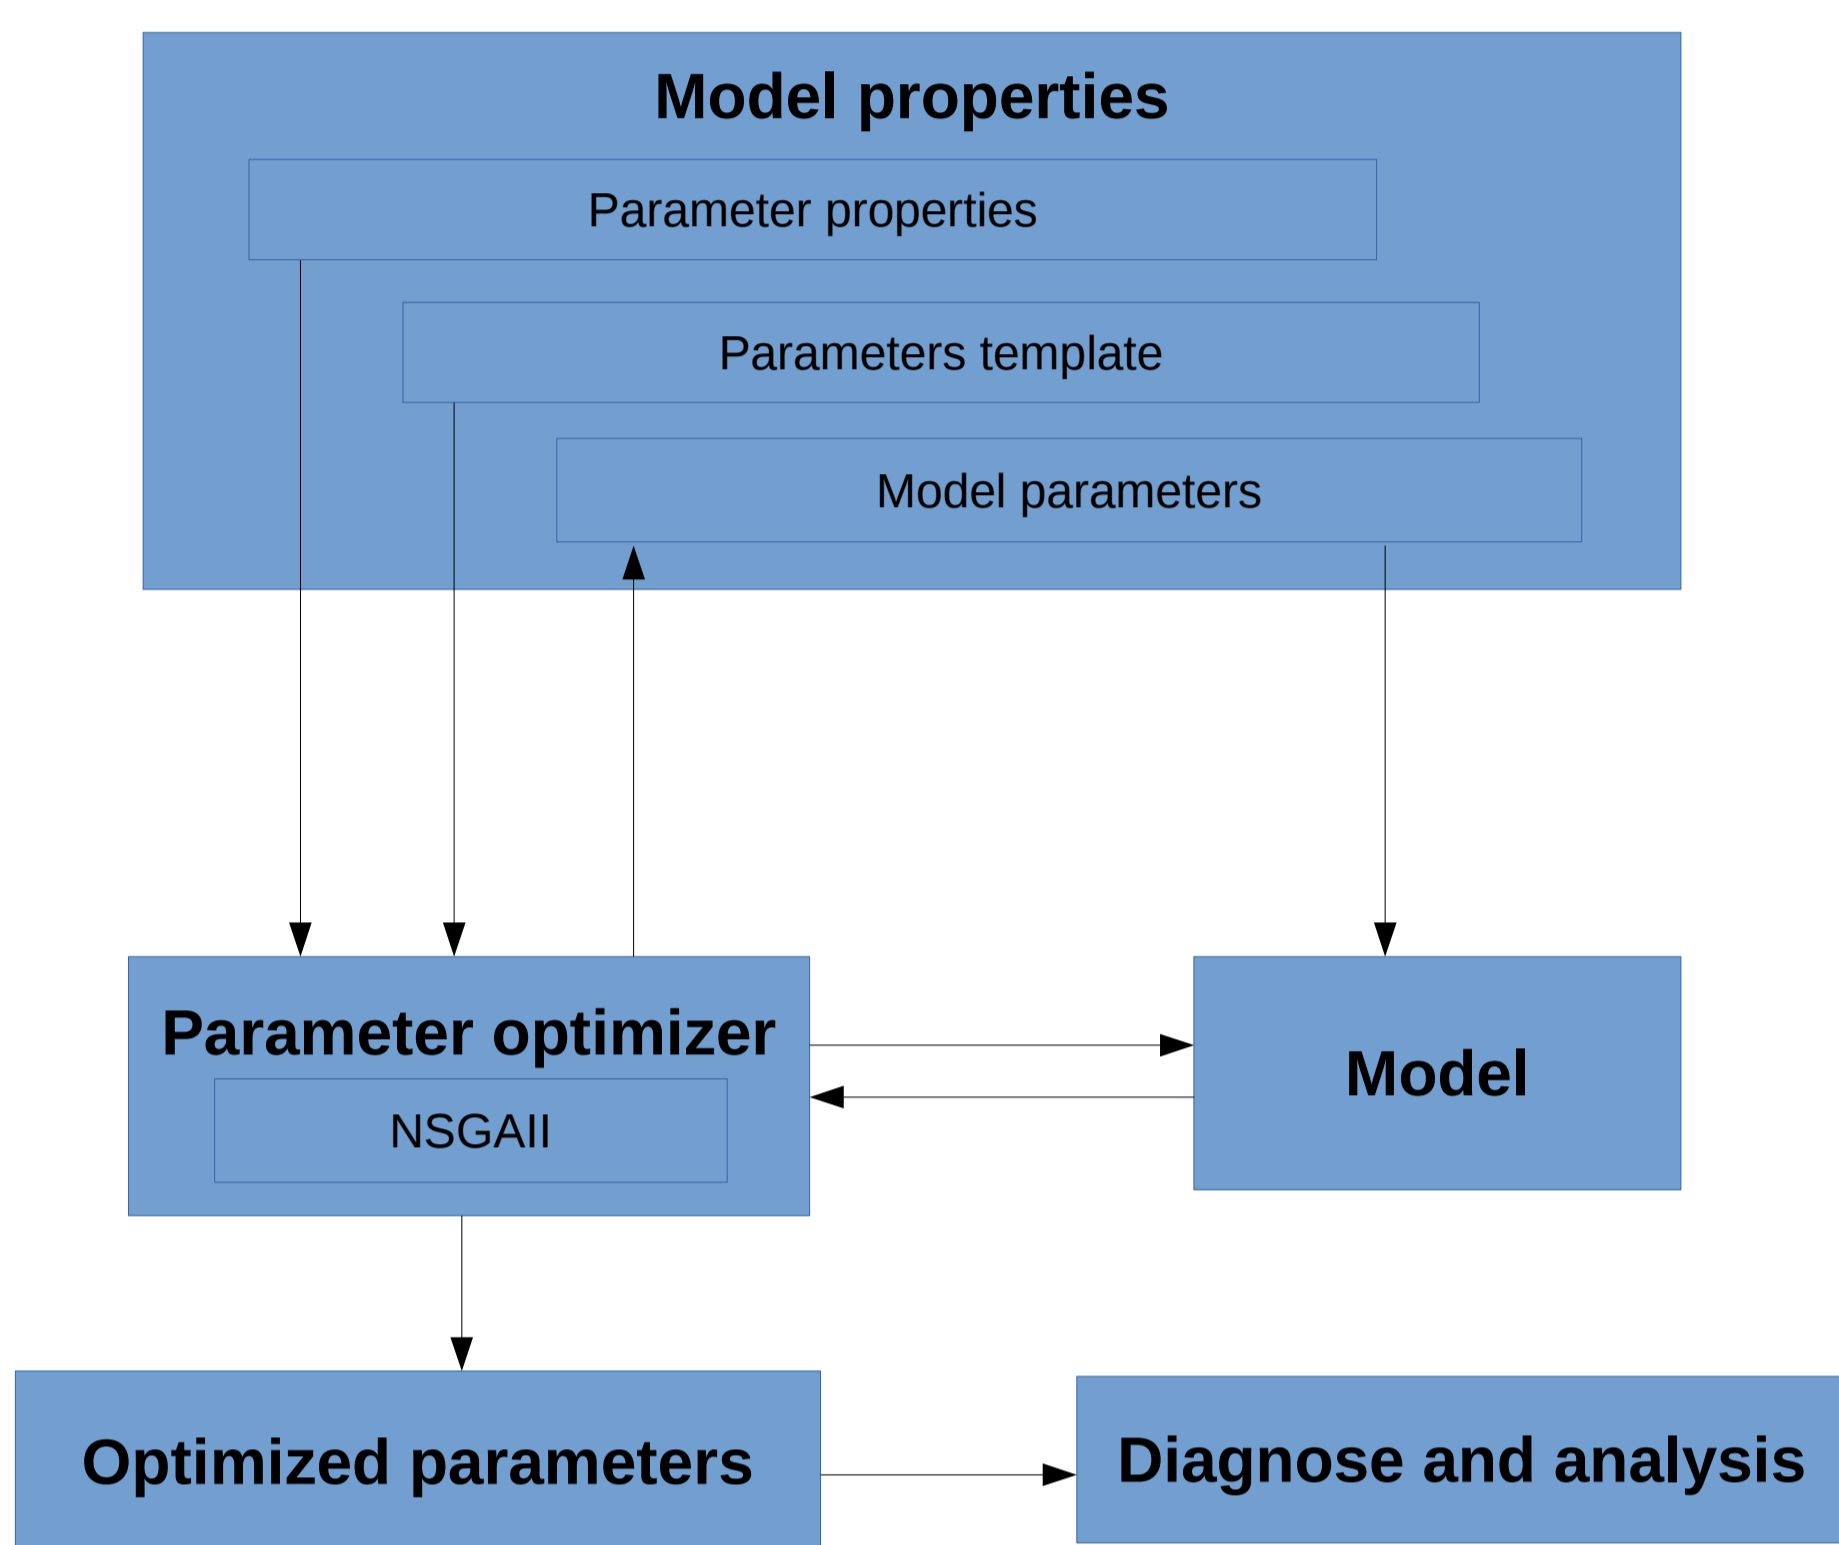 Model properties
Parameter properties
Parameters template
Model parameters
Parameter optimizer
NSGAII
Model
Optimized parameters
Diagnose and analysis